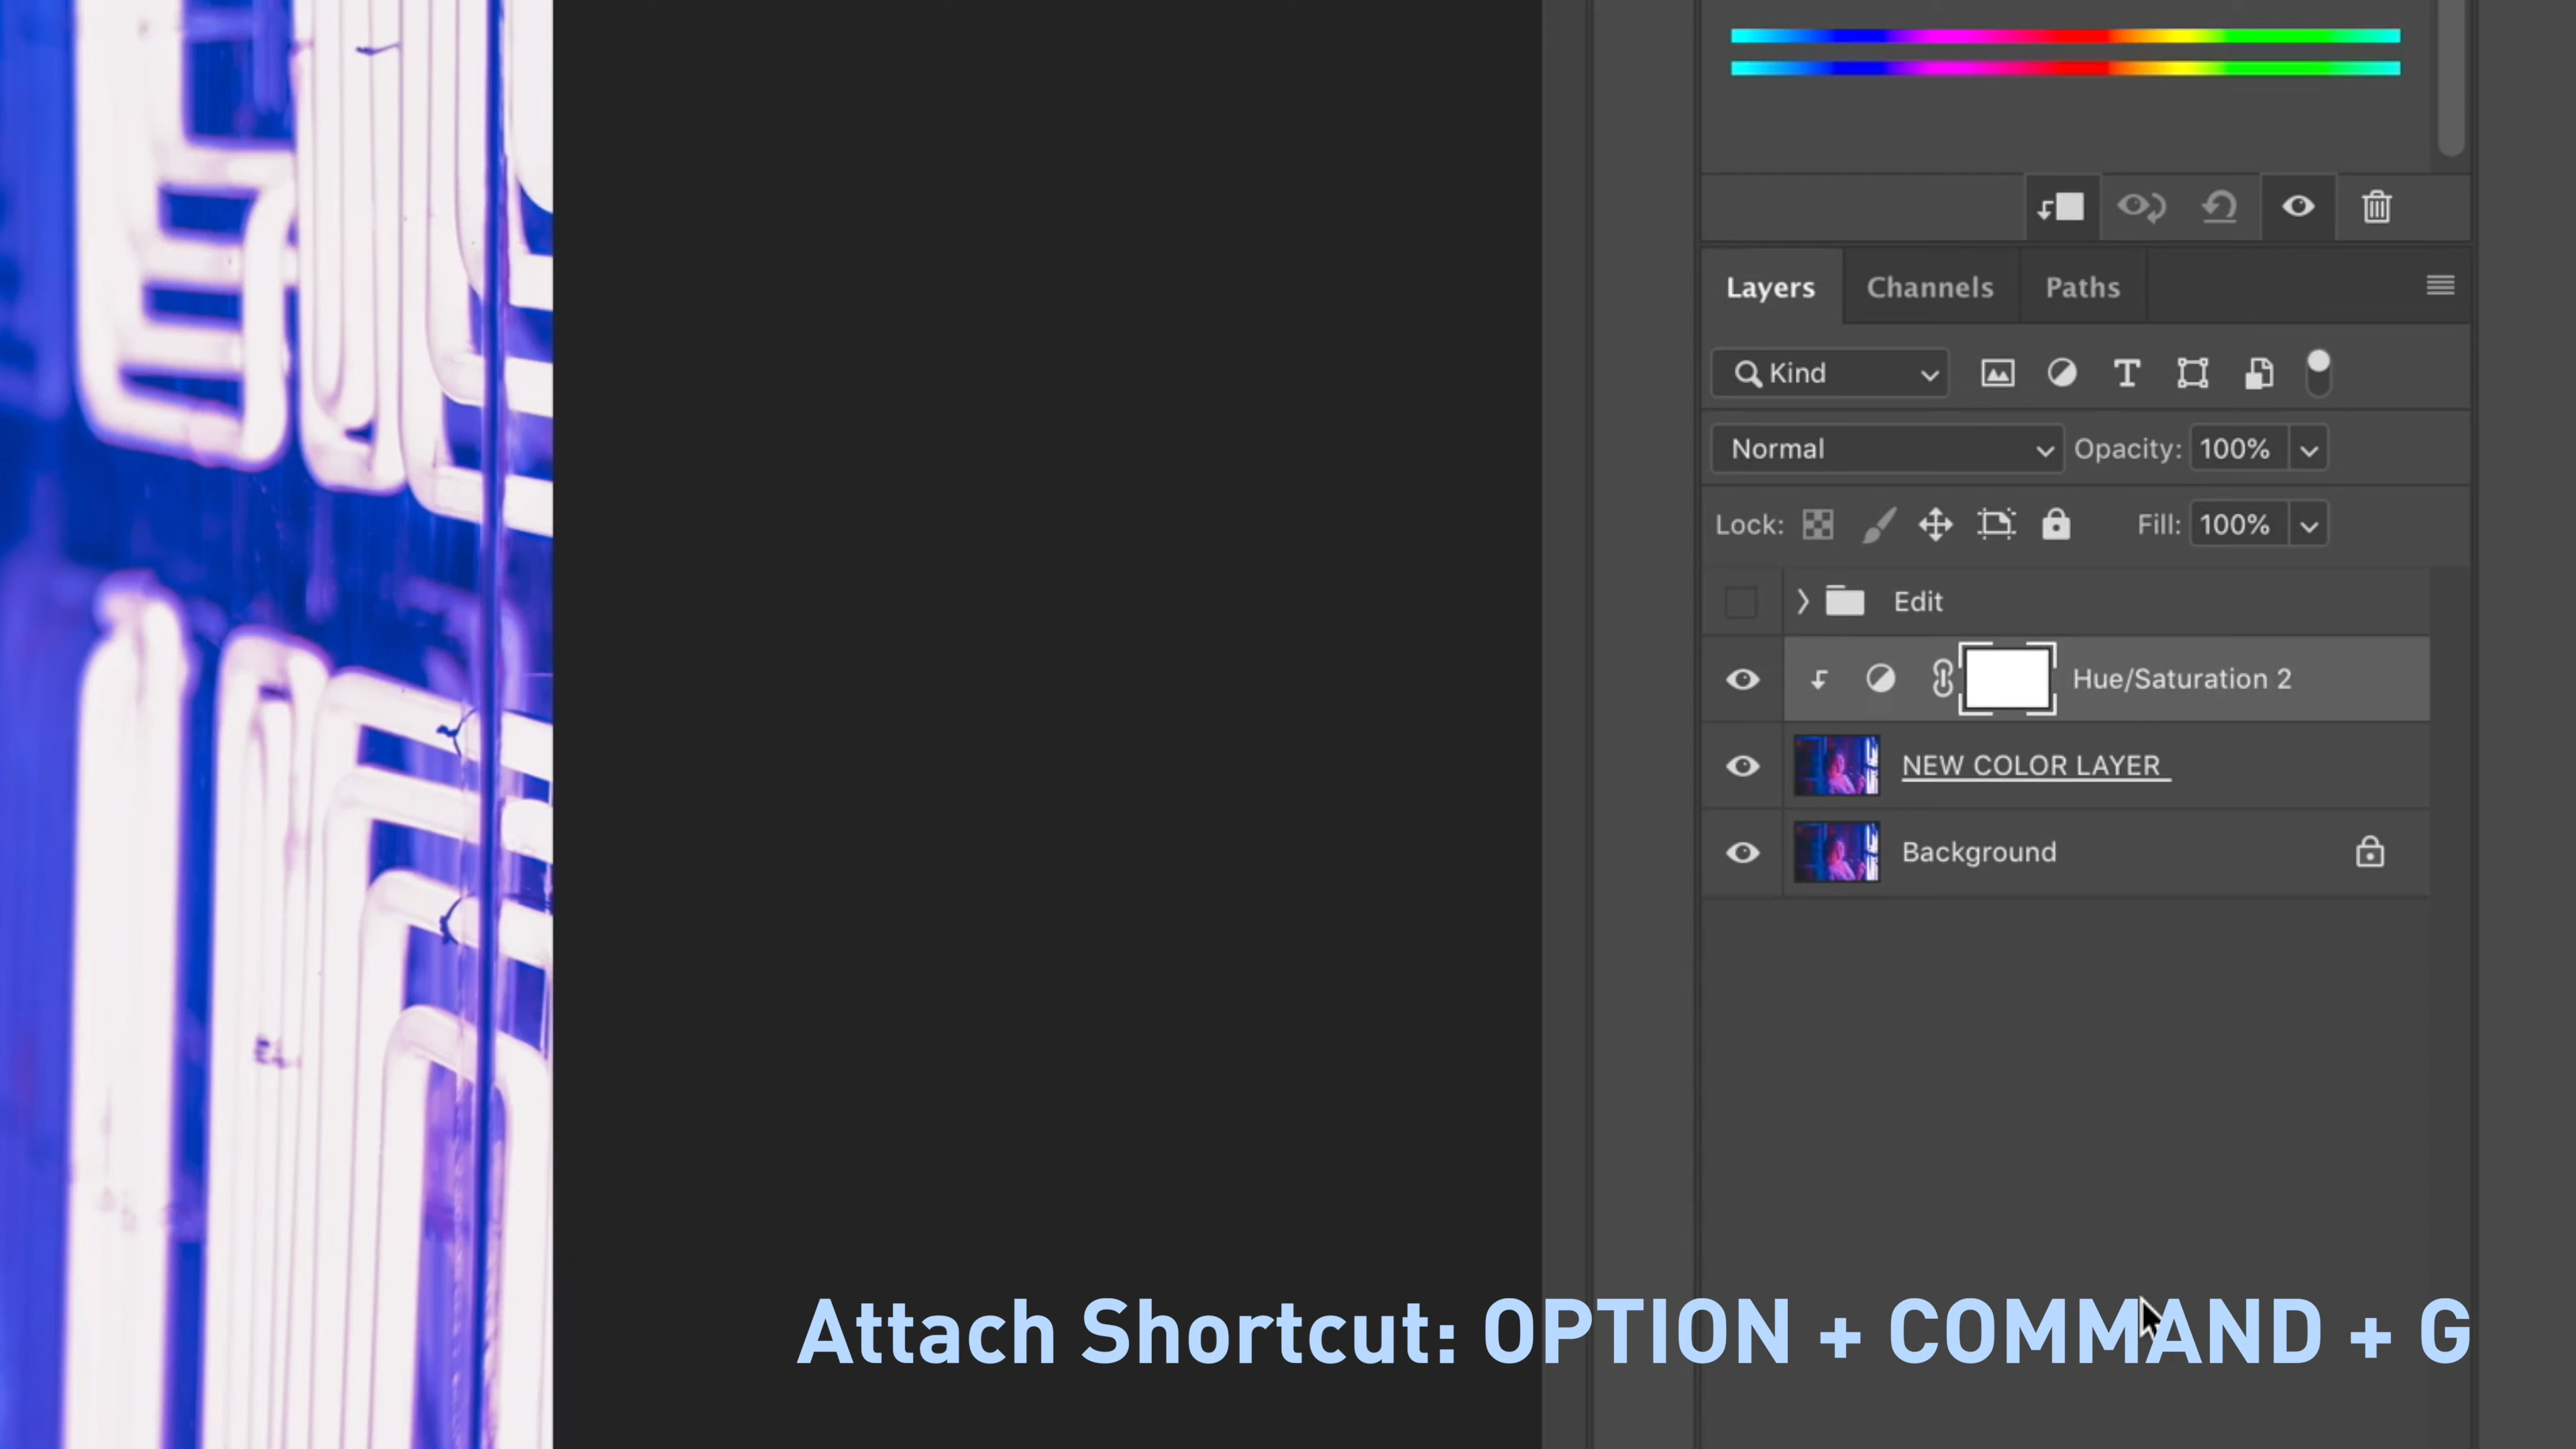 Layers Channels Paths
Kind
Normal Opacity: 100%
Lock: Fill: 100%
Edit
Hue/Saturation 2
NEW COLOR LAYER
Background
Attach Shortcut: OPTION + COMMAND + G